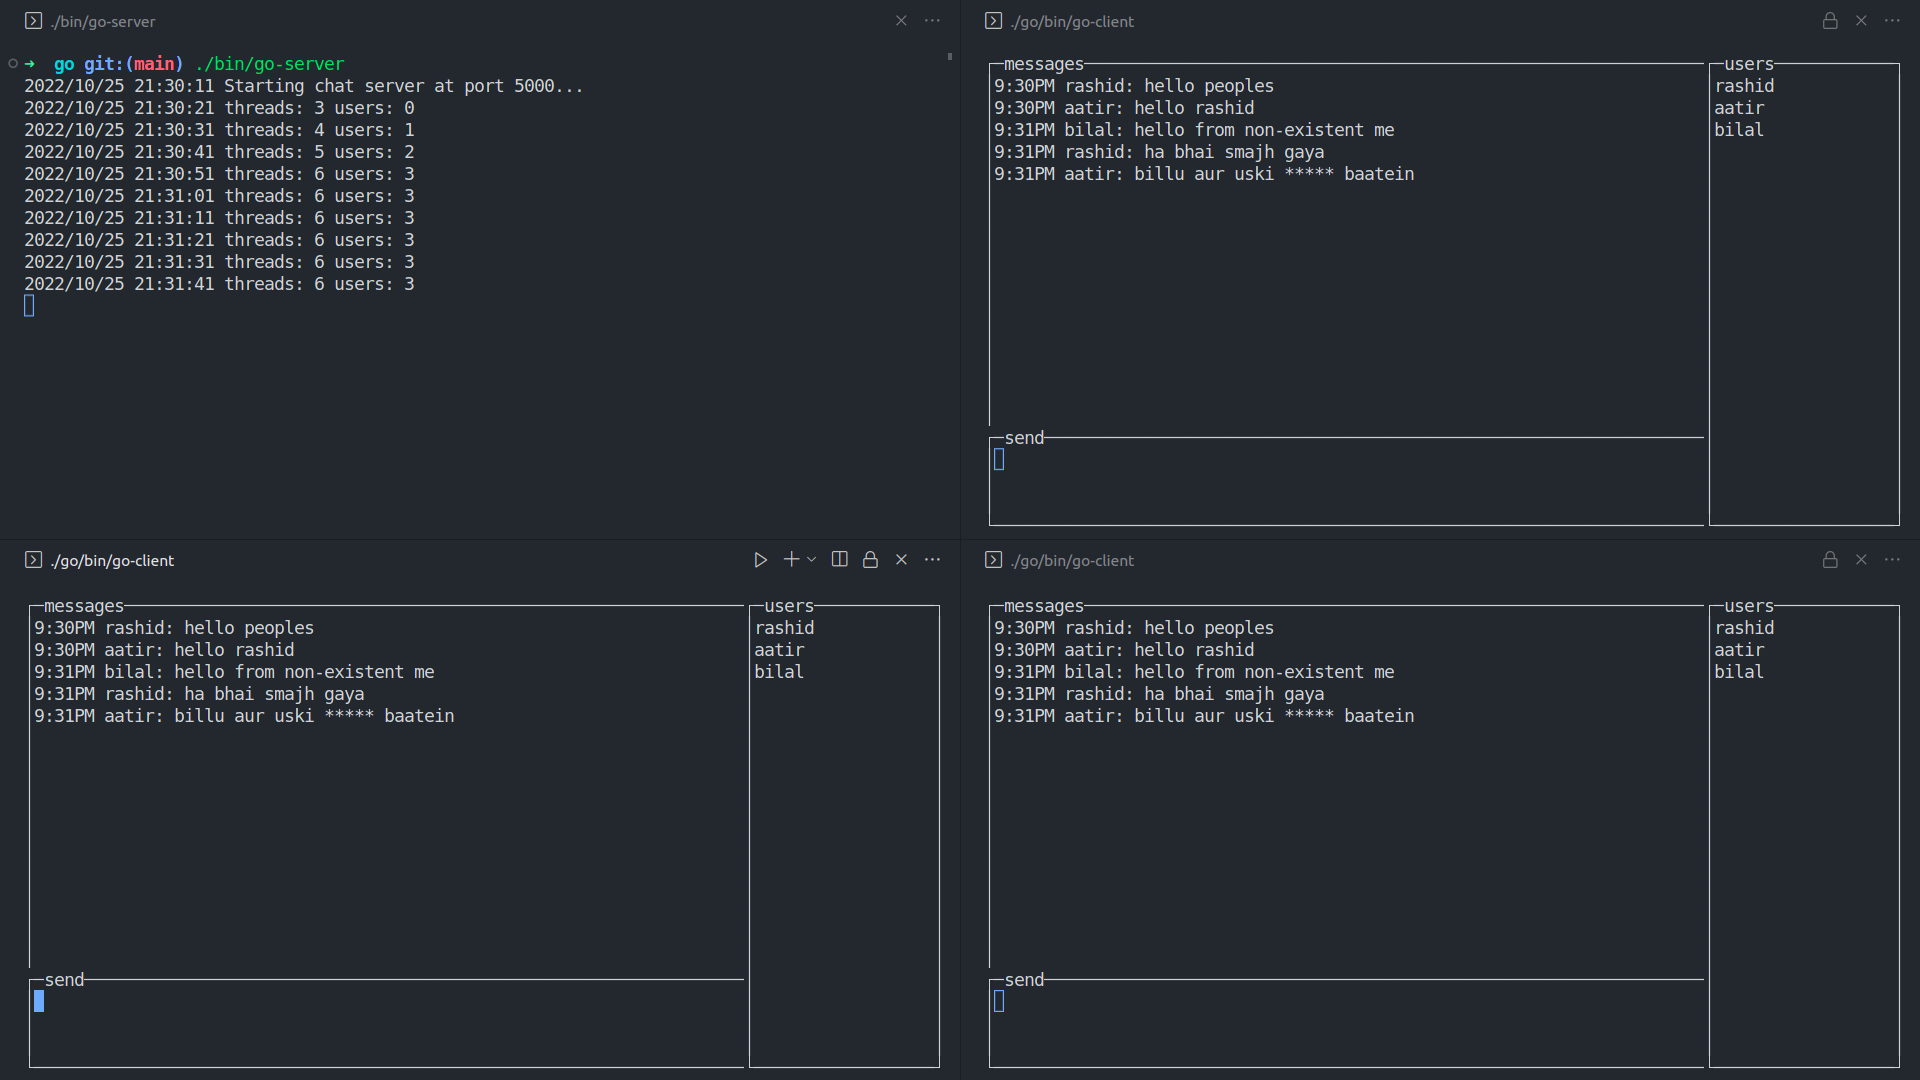 ./bin/go-server
➜ go git:(main) ./bin/go-server
2022/10/25 21:30:11 Starting chat server at port 5000...
2022/10/25 21:30:21 threads: 3 users: 0
2022/10/25 21:30:31 threads: 4 users: 1
2022/10/25 21:30:41 threads: 5 users: 2
2022/10/25 21:30:51 threads: 6 users: 3
2022/10/25 21:31:01 threads: 6 users: 3
2022/10/25 21:31:11 threads: 6 users: 3
2022/10/25 21:31:21 threads: 6 users: 3
2022/10/25 21:31:31 threads: 6 users: 3
2022/10/25 21:31:41 threads: 6 users: 3
./go/bin/go-client
messages
9:30PM rashid: hello peoples
9:30PM aatir: hello rashid
9:31PM bilal: hello from non-existent me
9:31PM rashid: ha bhai smajh gaya
9:31PM aatir: billu aur uski ***** baatein
send
users
rashid
aatir
bilal
./go/bin/go-client
messages
9:30PM rashid: hello peoples
9:30PM aatir: hello rashid
9:31PM bilal: hello from non-existent me
9:31PM rashid: ha bhai smajh gaya
9:31PM aatir: billu aur uski ***** baatein
send
users
rashid
aatir
bilal
./go/bin/go-client
messages
9:30PM rashid: hello peoples
9:30PM aatir: hello rashid
9:31PM bilal: hello from non-existent me
9:31PM rashid: ha bhai smajh gaya
9:31PM aatir: billu aur uski ***** baatein
send
users
rashid
aatir
bilal